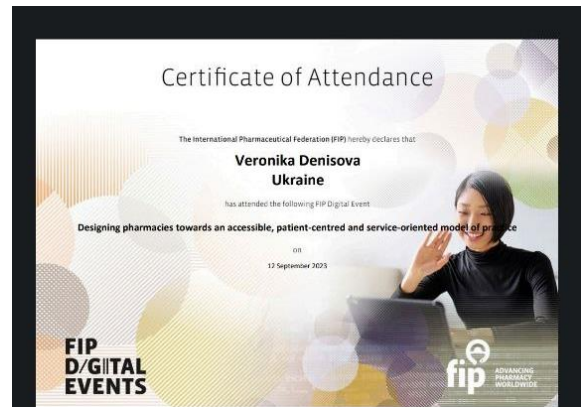 Certificate of Attendance
The International Pharmaceutical Federation (FIP) hereby declares that
Veronika Denisova
Ukraine
has attended the following FIP Digital Event
Designing pharmacies towards an accessible, patient-centred and service-oriented model of practice
on
12 September 2023
FIP
D/GITAL
EVENTS
fip
ADVANCING
PHARMACY
WORLDWIDE